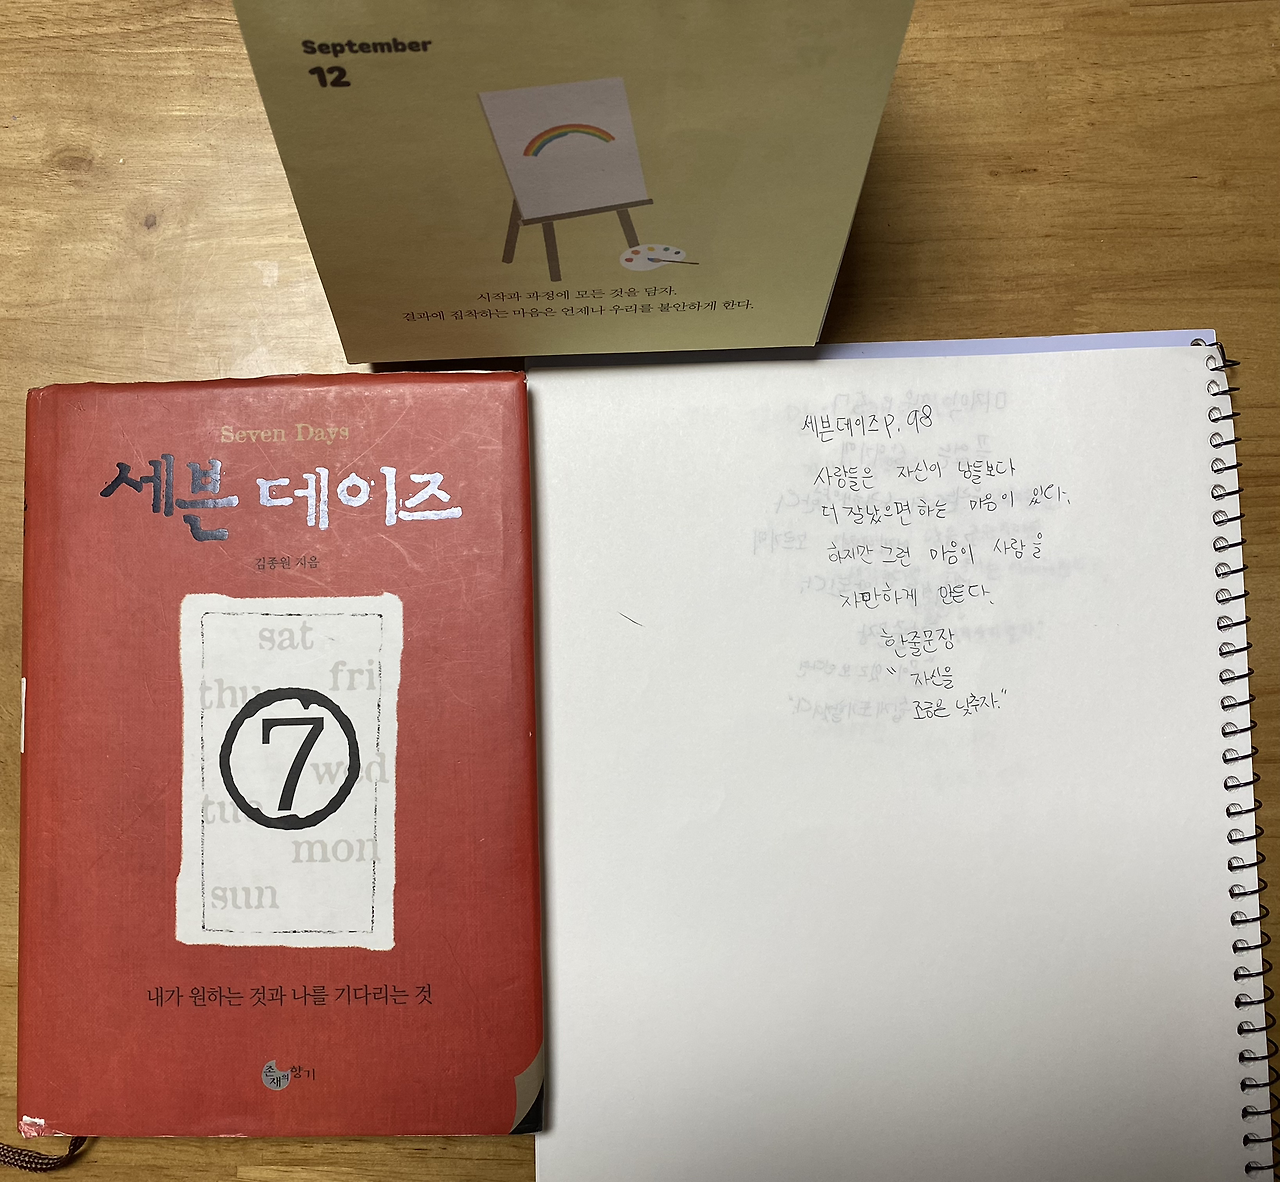 September
12
시작과 과정에 모든 것을 담자.
결과에 집착하는 마음은 언제나 우리를 불안하게 한다.
Seven Days
세븐 데이즈
김종원 지음
sat
fri
thu
7
wed
tue
mon
sun
내가 원하는 것과 나를 기다리는 것
존재의 향기
세븐데이즈 p. 98
사람들은 자신이 남들보다
더 잘났으면 하는 마음이 있다.
하지만 그런 마음이 사람을
자만하게 만든다.
한줄문장
" 자신을
조금은 낮추자."